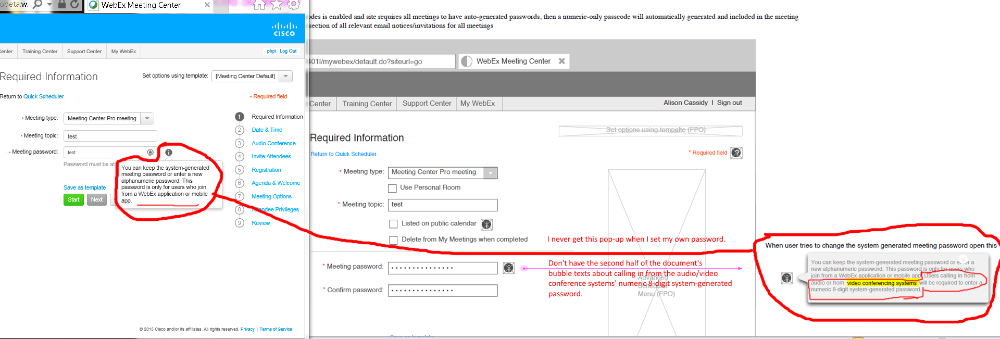 obeta.w.
WebEx Meeting Center
CISCO
enter
Training Center
Support Center
My WebEx
phpi
Log Out
Required Information
Set options using template:
[Meeting Center Default]
Return to Quick Scheduler
Required field
Meeting type:
Meeting Center Pro meeting
Meeting topic:
test
Meeting password:
test
Password must be at
You can keep the system-generated
meeting password or enter a new
alphanumeric password. This
password is only for users who join
from a WebEx application or mobile
app.
Save as template
Start
Next
1 Required Information
2 Date & Time
3 Audio Conference
4 Invite Attendees
5 Registration
6 Agenda & Welcome
7 Meeting Options
8 Attendee Privileges
9 Review
© 2015 Cisco and/or its affiliates. All rights reserved. Privacy | Terms of Service
odes is enabled and site requires all meetings to have auto-generated passwords, then a numeric-only passcode will automatically generated and included in the meeting
section of all relevant email notices/invitations for all meetings
401l/mywebex/default.do?siteurl=go
WebEx Meeting Center
Center
Training Center
Support Center
My WebEx
Alison Cassidy | Sign out
Set options using tempalte (FPO)
Required Information
Return to Quick Scheduler
* Required field
* Meeting type:
Meeting Center Pro meeting
Use Personal Room
* Meeting topic:
test
Listed on public calendar
Delete from My Meetings when completed
I never get this pop-up when I set my own password.
* Meeting password:
* Confirm password:
Don't have the second half of the document's
bubble texts about calling in from the audio/video
conference systems' numeric 8-digit system-generated
password.
Advanced
Scheduler
Menu (FPO)
Save as template
When user tries to change the system generated meeting password open this
You can keep the system-generated meeting password or enter a
new alphanumeric password. This password is only for users who
join from a WebEx application or mobile app. Users calling in from
audio or from video conferencing systems will be required to enter a
numeric 8-digit system-generated password.